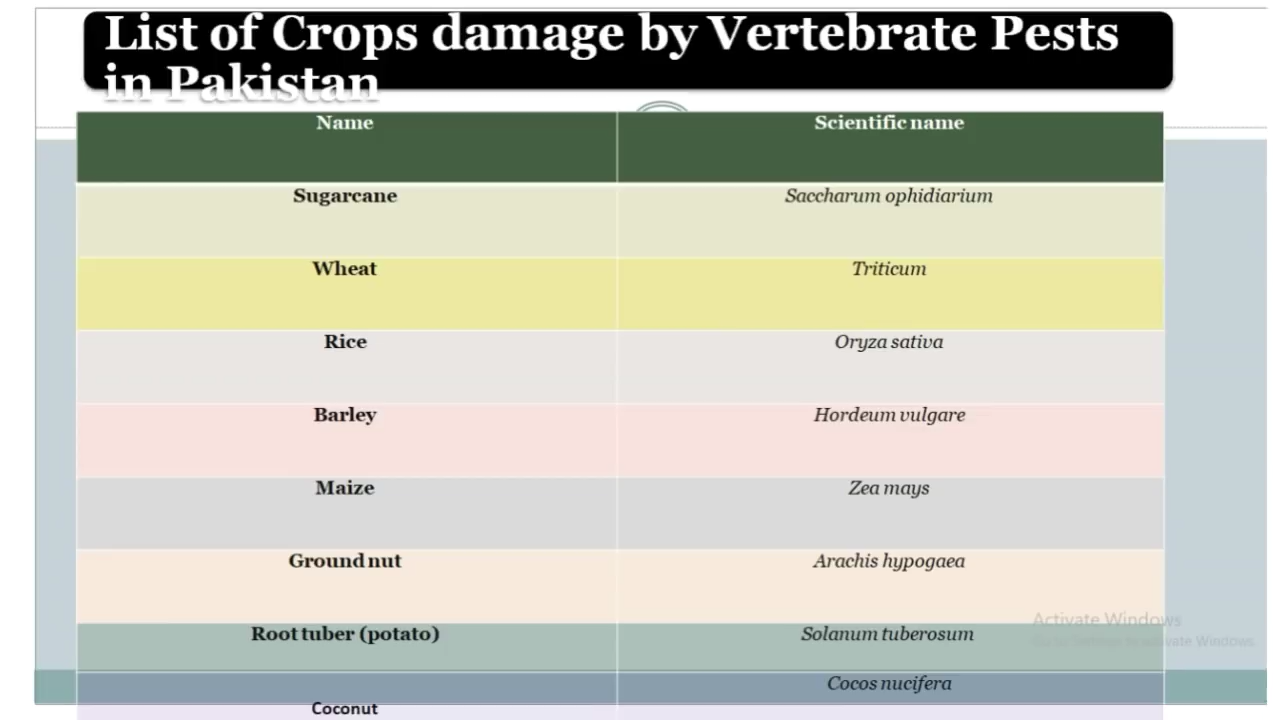 List of Crops damage by Vertebrate Pests
in Pakistan
Name Scientific name
Sugarcane Saccharum ophidiarium
Wheat Triticum
Rice Oryza sativa
Barley Hordeum vulgare
Maize Zea mays
Ground nut Arachis hypogaea
Activate Windows
Root tuber (potato) Solanum tuberosum
activate Windows.
Cocos nucifera
Coconut